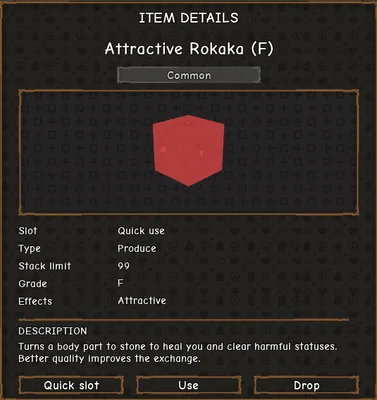 ITEM DETAILS
Attractive Rokaka (F)
Common
Slot Quick use
Type Produce
Stack limit 99
Grade F
Effects Attractive
DESCRIPTION
Turns a body part to stone to heal you and clear harmful statuses.
Better quality improves the exchange.
Quick slot Use Drop